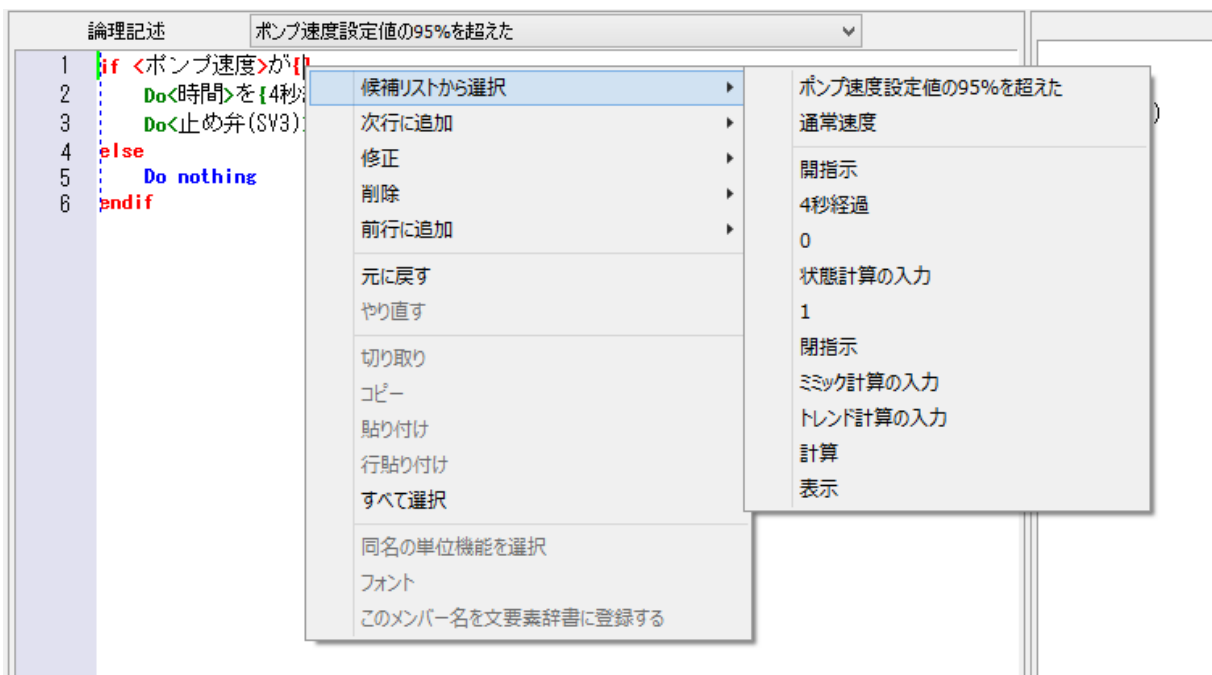 論理記述 ポンプ速度設定値の95%を超えた
1 if <ポンプ速度>が{}
2 Do<時間>を{4秒
3 Do<止め弁(SV3)
4 else
5 Do nothing
6 endif
候補リストから選択
次行に追加
修正
削除
前行に追加
元に戻す
やり直す
切り取り
コピー
貼り付け
行貼り付け
すべて選択
同名の単位機能を選択
フォント
このメンバー名を文要素辞書に登録する
ポンプ速度設定値の95%を超えた
通常速度
開指示
4秒経過
0
状態計算の入力
1
閉指示
ミミック計算の入力
トレンド計算の入力
計算
表示
)